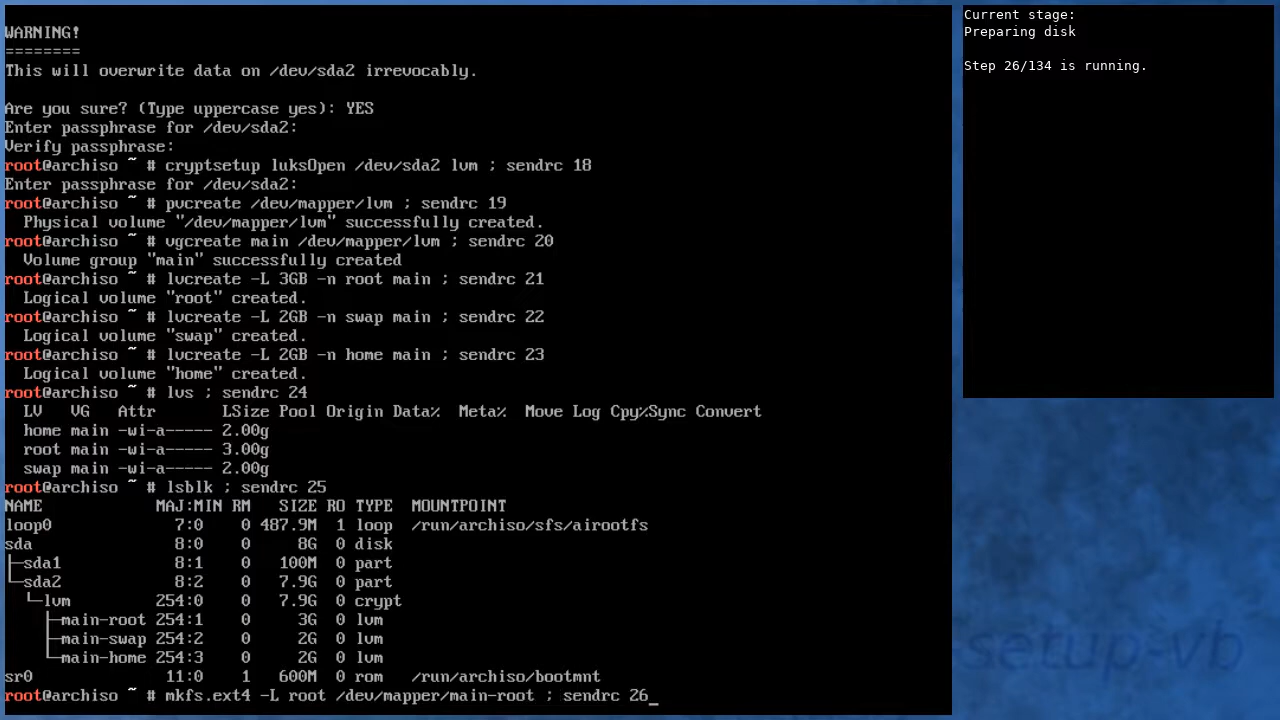 WARNING!
========
This will overwrite data on /dev/sda2 irrevocably.
Are you sure? (Type uppercase yes): YES
Enter passphrase for /dev/sda2:
Verify passphrase:
root@archiso ~ # cryptsetup luksOpen /dev/sda2 lvm ; sendrc 18
Enter passphrase for /dev/sda2:
root@archiso ~ # pvcreate /dev/mapper/lvm ; sendrc 19
  Physical volume "/dev/mapper/lvm" successfully created.
root@archiso ~ # vgcreate main /dev/mapper/lvm ; sendrc 20
  Volume group "main" successfully created
root@archiso ~ # lvcreate -L 3GB -n root main ; sendrc 21
  Logical volume "root" created.
root@archiso ~ # lvcreate -L 2GB -n swap main ; sendrc 22
  Logical volume "swap" created.
root@archiso ~ # lvcreate -L 2GB -n home main ; sendrc 23
  Logical volume "home" created.
root@archiso ~ # lvs ; sendrc 24
  LV   VG   Attr       LSize Pool Origin Data%  Meta%  Move Log Cpy%Sync Convert
  home main -wi-a----- 2.00g
  root main -wi-a----- 3.00g
  swap main -wi-a----- 2.00g
root@archiso ~ # lsblk ; sendrc 25
NAME            MAJ:MIN RM   SIZE RO TYPE  MOUNTPOINT
loop0             7:0    0 487.9M  1 loop  /run/archiso/sfs/airootfs
sda               8:0    0     8G  0 disk
├─sda1            8:1    0   100M  0 part
└─sda2            8:2    0   7.9G  0 part
  └─lvm         254:0    0   7.9G  0 crypt
    ├─main-root 254:1    0     3G  0 lvm
    ├─main-swap 254:2    0     2G  0 lvm
    └─main-home 254:3    0     2G  0 lvm
sr0              11:0    1   600M  0 rom   /run/archiso/bootmnt
root@archiso ~ # mkfs.ext4 -L root /dev/mapper/main-root ; sendrc 26_
Current stage:
Preparing disk
Step 26/134 is running.
-setup-vb